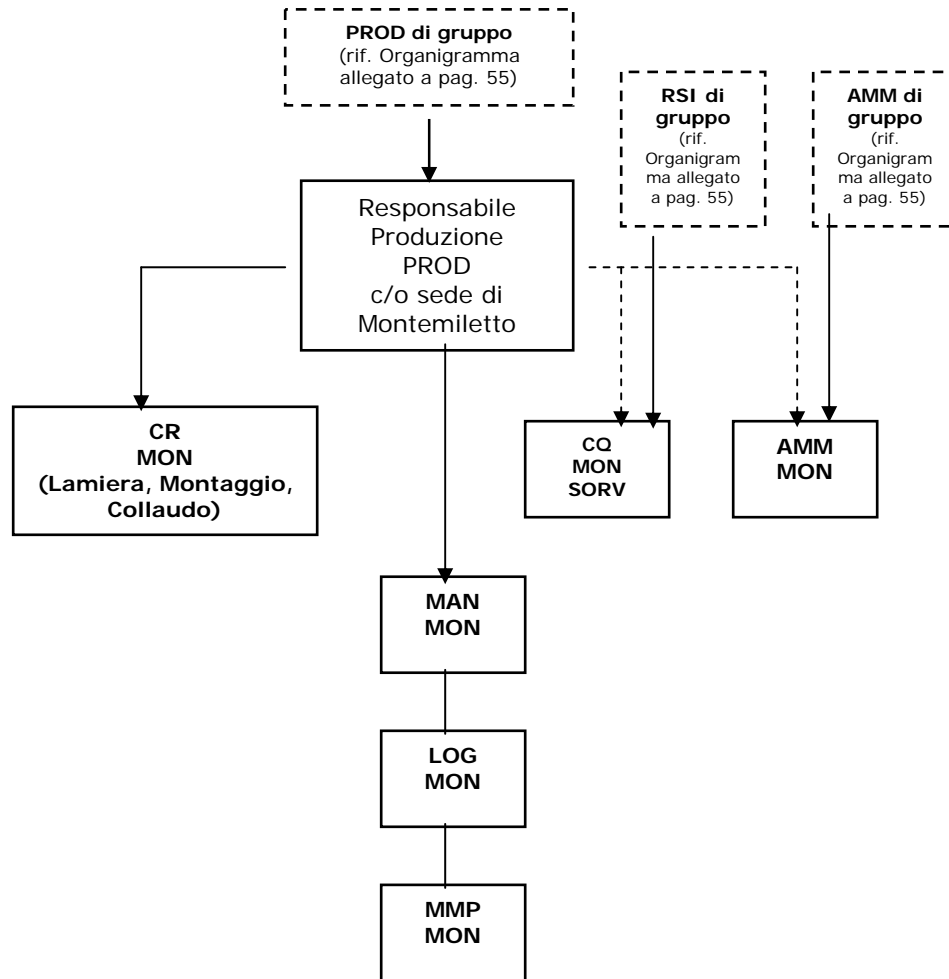 PROD di gruppo
(rif. Organigramma
allegato a pag. 55)
RSI di
gruppo
(rif.
Organigram
ma allegato
a pag. 55)
AMM di
gruppo
(rif.
Organigram
ma allegato
a pag. 55)
Responsabile
Produzione
PROD
c/o sede di
Montemiletto
CR
MON
(Lamiera, Montaggio,
Collaudo)
CQ
MON
SORV
AMM
MON
MAN
MON
LOG
MON
MMP
MON